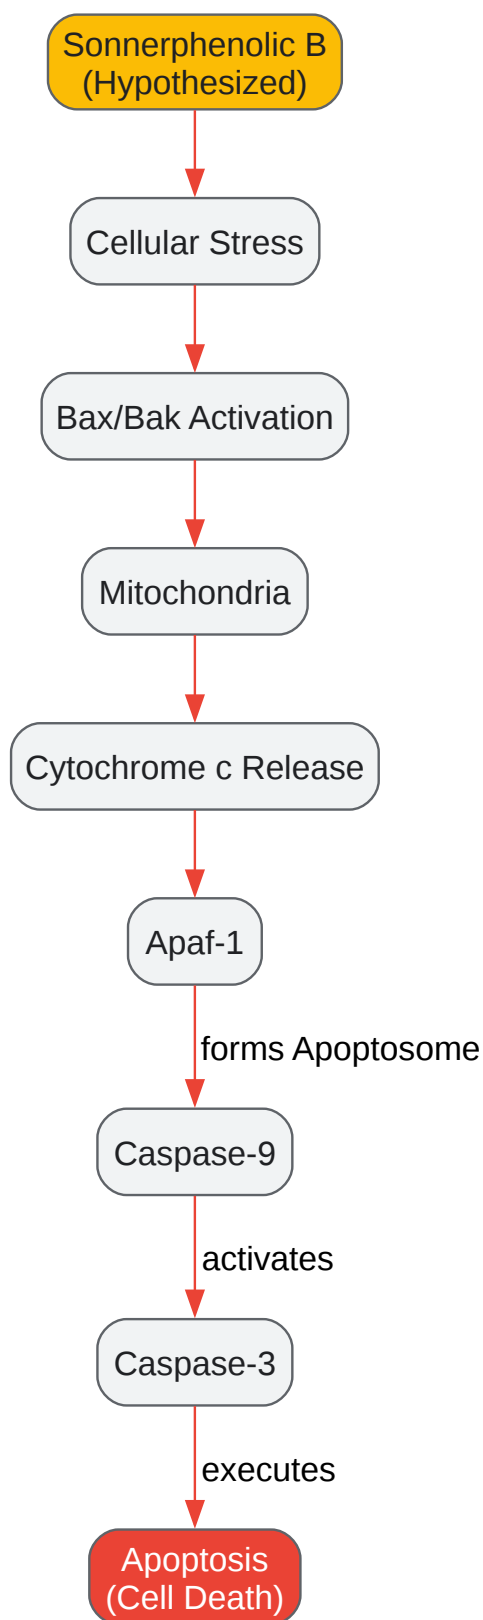 Sonnerphenolic B
(Hypothesized)
Cellular Stress
Bax/Bak Activation
Mitochondria
Cytochrome c Release
Apaf-1
forms Apoptosome
Caspase-9
activates
Caspase-3
executes
Apoptosis
(Cell Death)